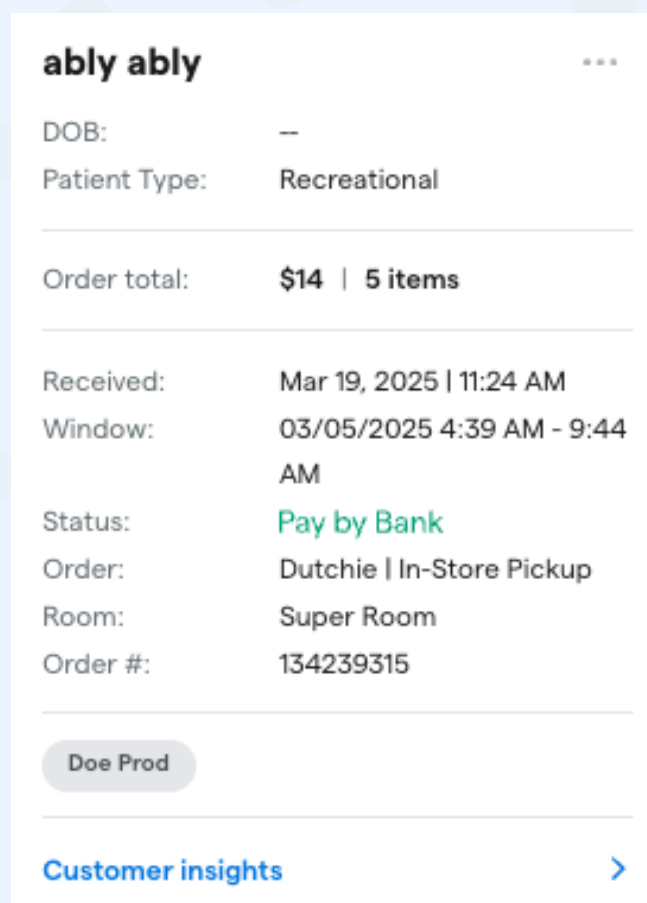 ably ably
DOB: --
Patient Type: Recreational
Order total: $14 | 5 items
Received: Mar 19, 2025 | 11:24 AM
Window: 03/05/2025 4:39 AM - 9:44
AM
Status: Pay by Bank
Order: Dutchie | In-Store Pickup
Room: Super Room
Order #: 134239315
Doe Prod
Customer insights